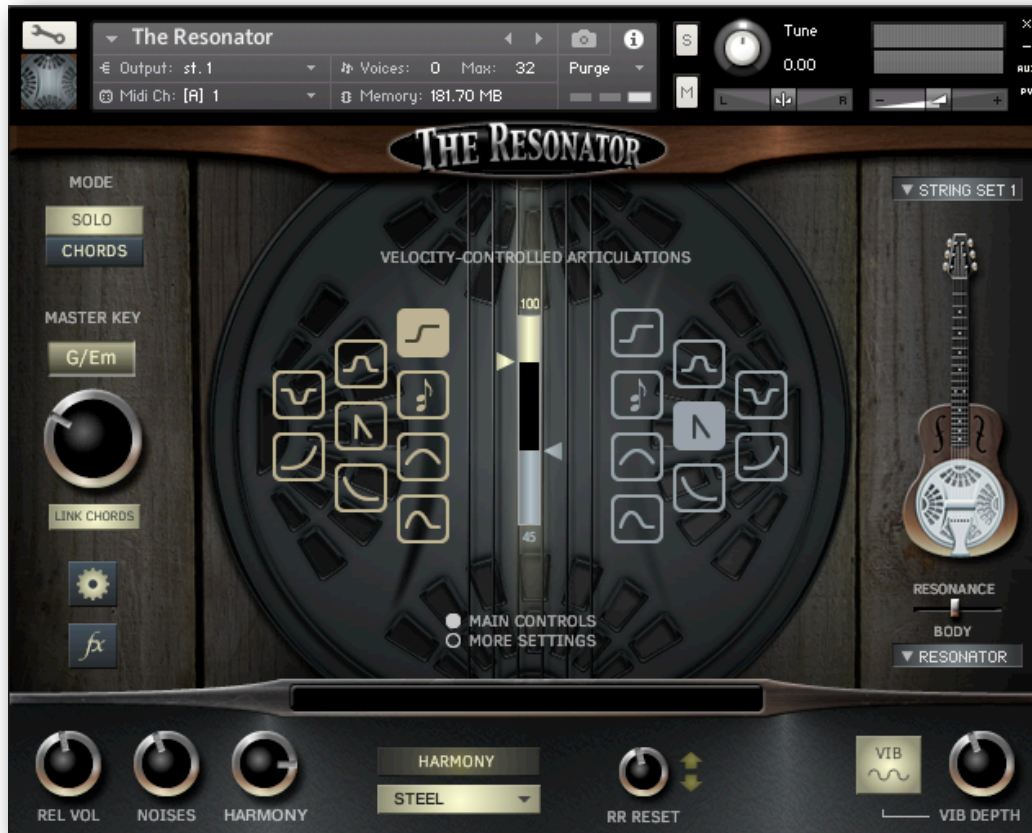 The Resonator
Output: st.1
Voices: 0 Max: 32
Purge
Midi Ch: [A] 1
Memory: 181.70 MB
S
M
Tune
0.00
L
R
AUX
PV
THE RESONATOR
MODE
SOLO
CHORDS
STRING SET 1
VELOCITY-CONTROLLED ARTICULATIONS
100
MASTER KEY
G/Em
LINK CHORDS
45
fx
MAIN CONTROLS
MORE SETTINGS
RESONANCE
BODY
RESONATOR
HARMONY
STEEL
VIB
REL VOL
NOISES
HARMONY
RR RESET
VIB DEPTH